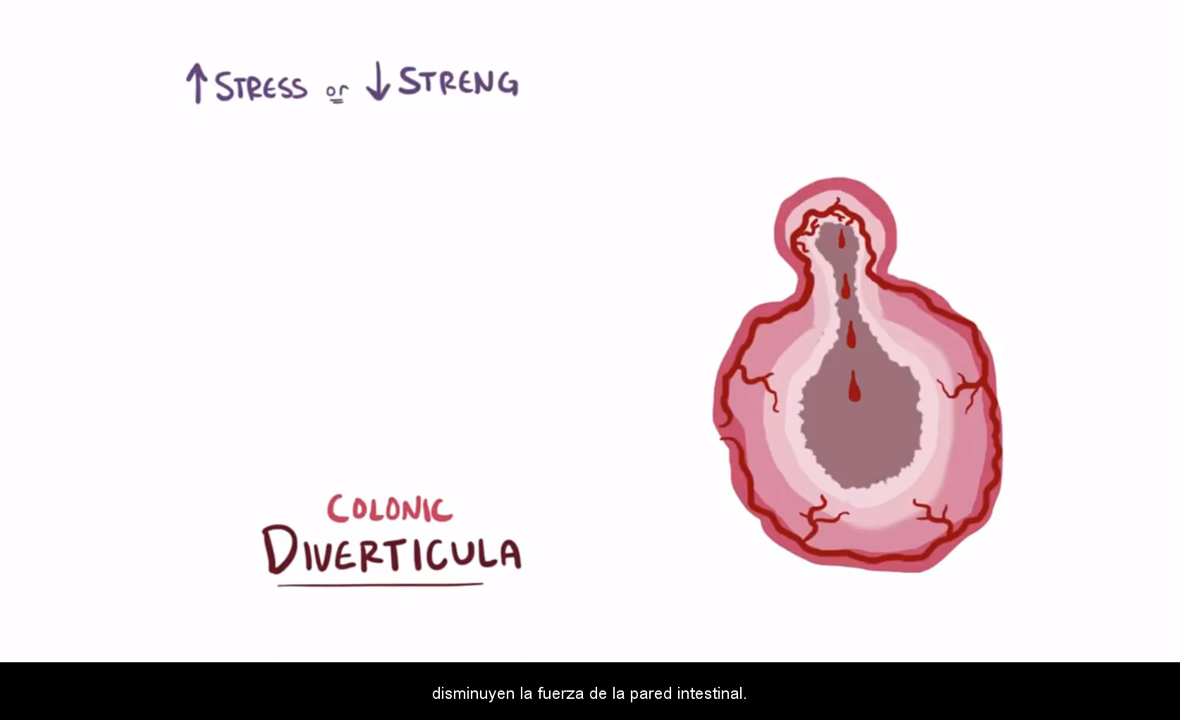 ↑ STRESS or ↓ STRENG
COLONIC
DIVERTICULA
disminuyen la fuerza de la pared intestinal.